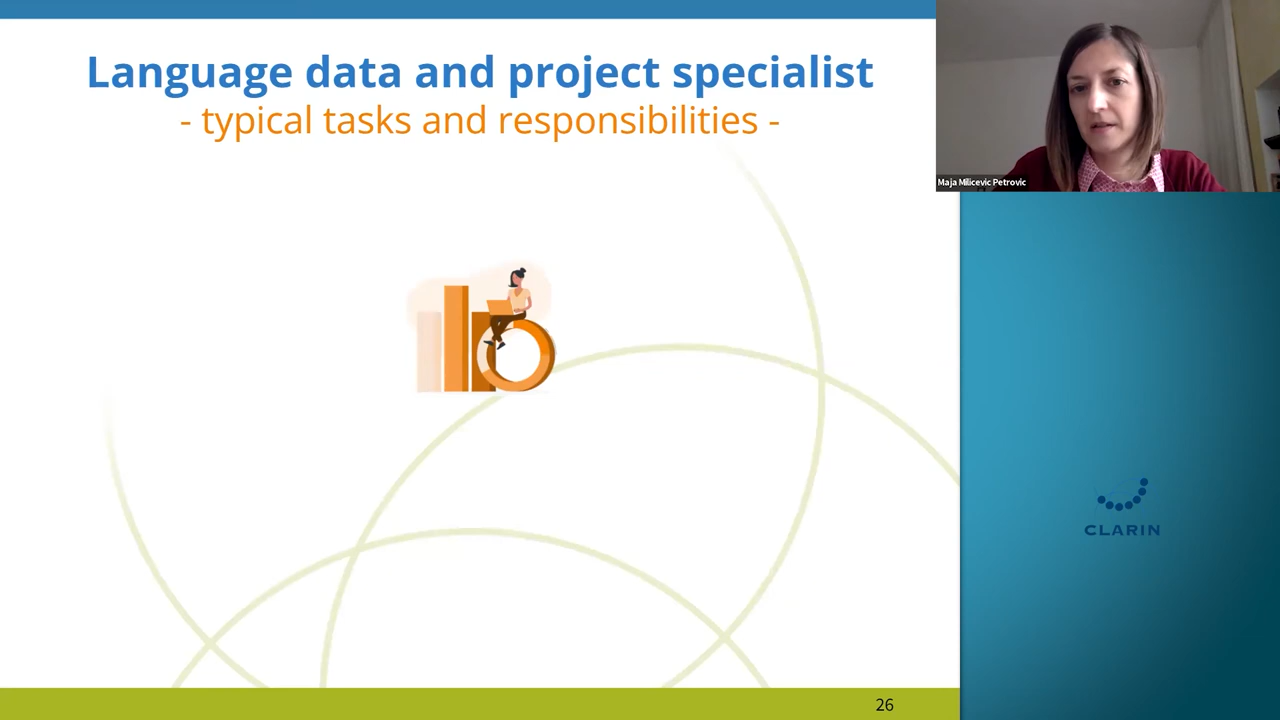 Language data and project specialist
- typical tasks and responsibilities -
Maja Milicevic Petrovic
CLARIN
26